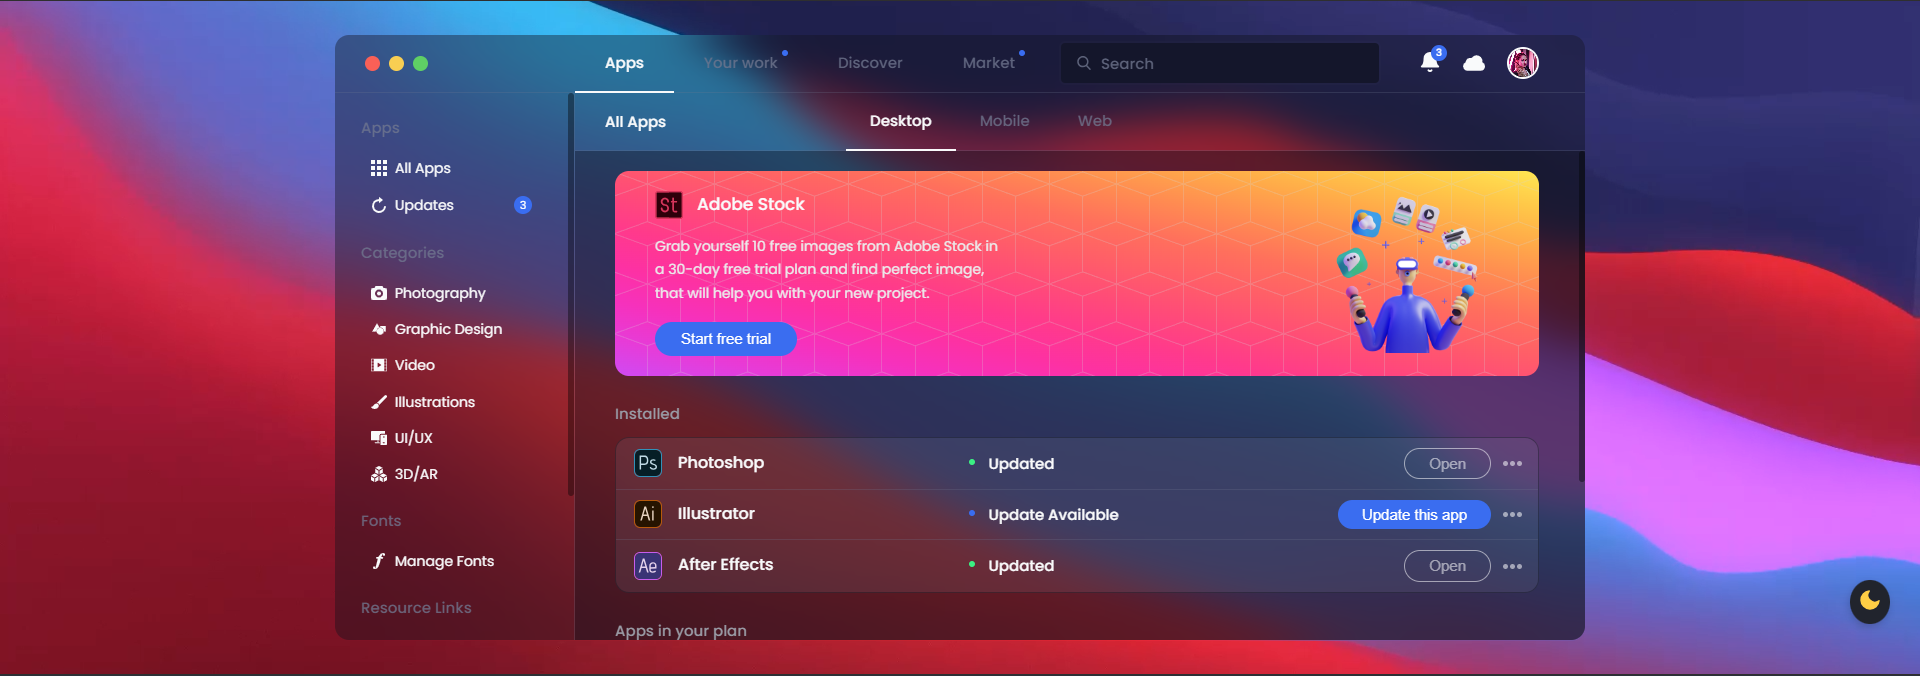 Apps
Your work
Discover
Market
Search
3
Apps
All Apps
Updates
3
Categories
Photography
Graphic Design
Video
Illustrations
UI/UX
3D/AR
Fonts
Manage Fonts
Resource Links
All Apps
Desktop
Mobile
Web
St
Adobe Stock
Grab yourself 10 free images from Adobe Stock in
a 30-day free trial plan and find perfect image,
that will help you with your new project.
Start free trial
Installed
Ps
Photoshop
Updated
Open
Ai
Illustrator
Update Available
Update this app
Ae
After Effects
Updated
Open
Apps in your plan